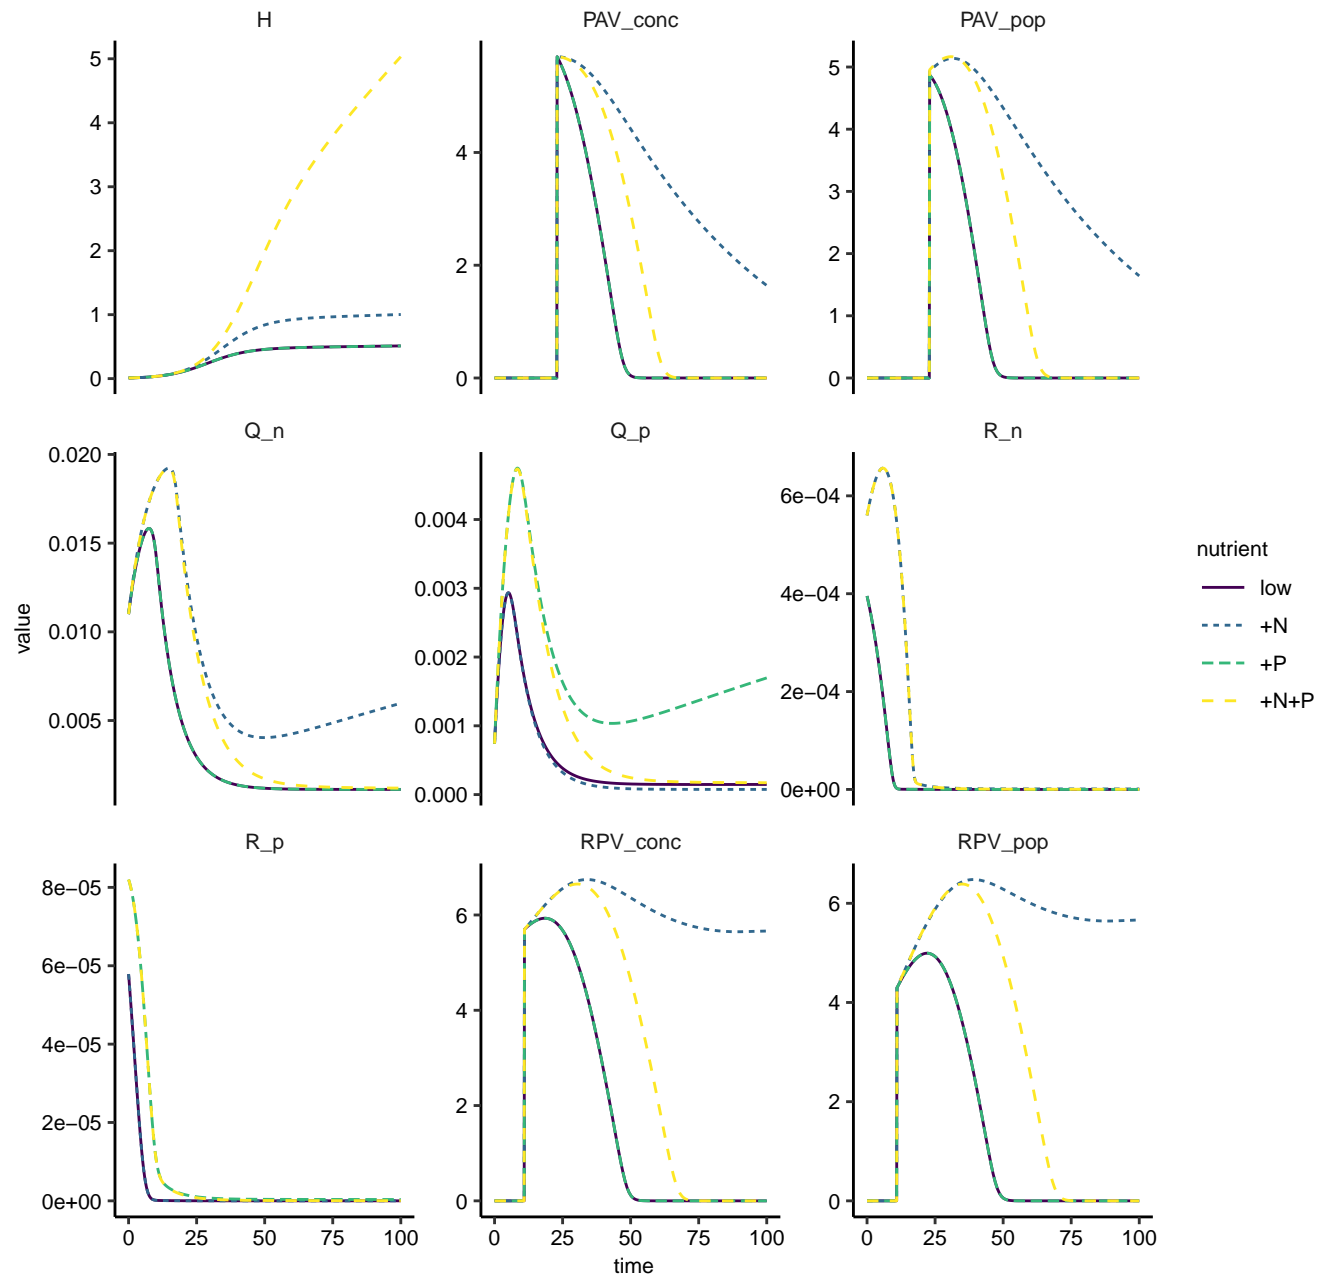 H
PAV_conc
PAV_pop
5
4
3
2
1
0
4
2
0
5
4
3
2
1
0
Q_n
Q_p
R_n
0.020
0.015
0.010
0.005
0.004
0.003
0.002
0.001
0.000
6e−04
4e−04
2e−04
0e+00
R_p
RPV_conc
RPV_pop
8e−05
6e−05
4e−05
2e−05
0e+00
6
4
2
0
6
4
2
0
0 25 50 75 100
0 25 50 75 100
0 25 50 75 100
time
value
nutrient
low
+N
+P
+N+P